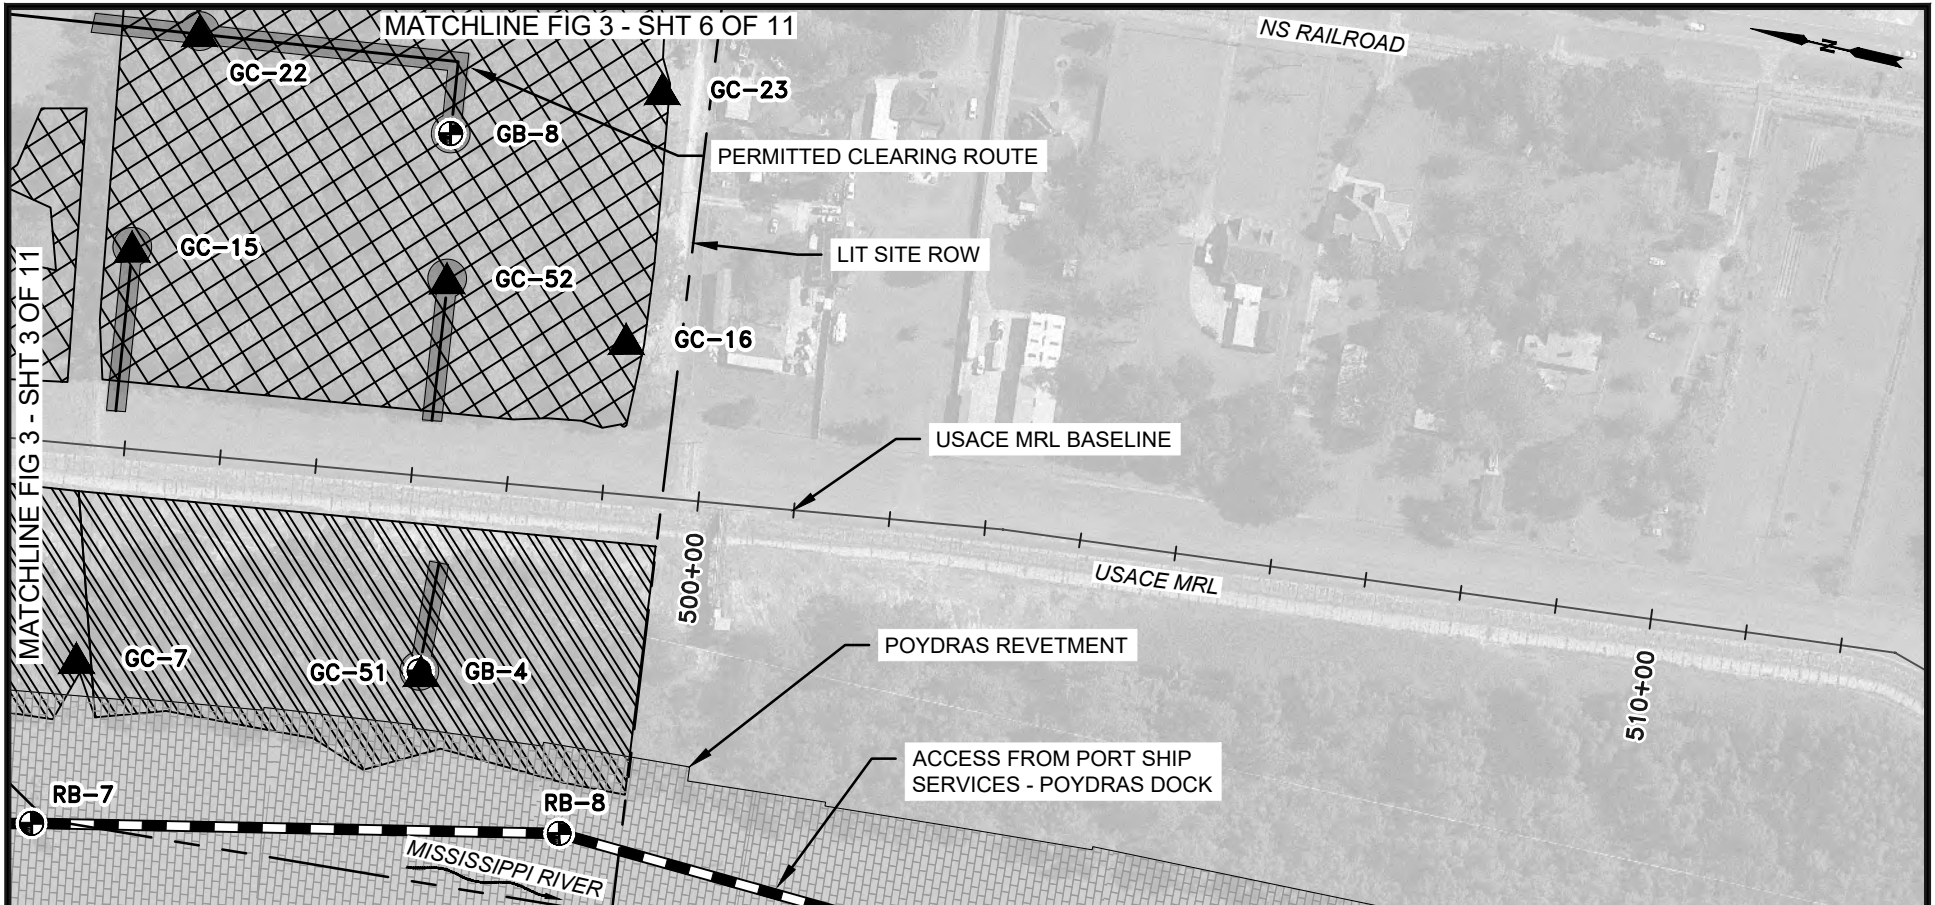 MATCHLINE FIG 3 - SHT 6 OF 11
NS RAILROAD
N
GC-22
GC-23
GB-8
PERMITTED CLEARING ROUTE
GC-15
LIT SITE ROW
GC-52
GC-16
MATCHLINE FIG 3 - SHT 3 OF 11
USACE MRL BASELINE
500+00
USACE MRL
POYDRAS REVETMENT
GC-7
GC-51
GB-4
510+00
ACCESS FROM PORT SHIP
SERVICES - POYDRAS DOCK
RB-7
RB-8
MISSISSIPPI RIVER